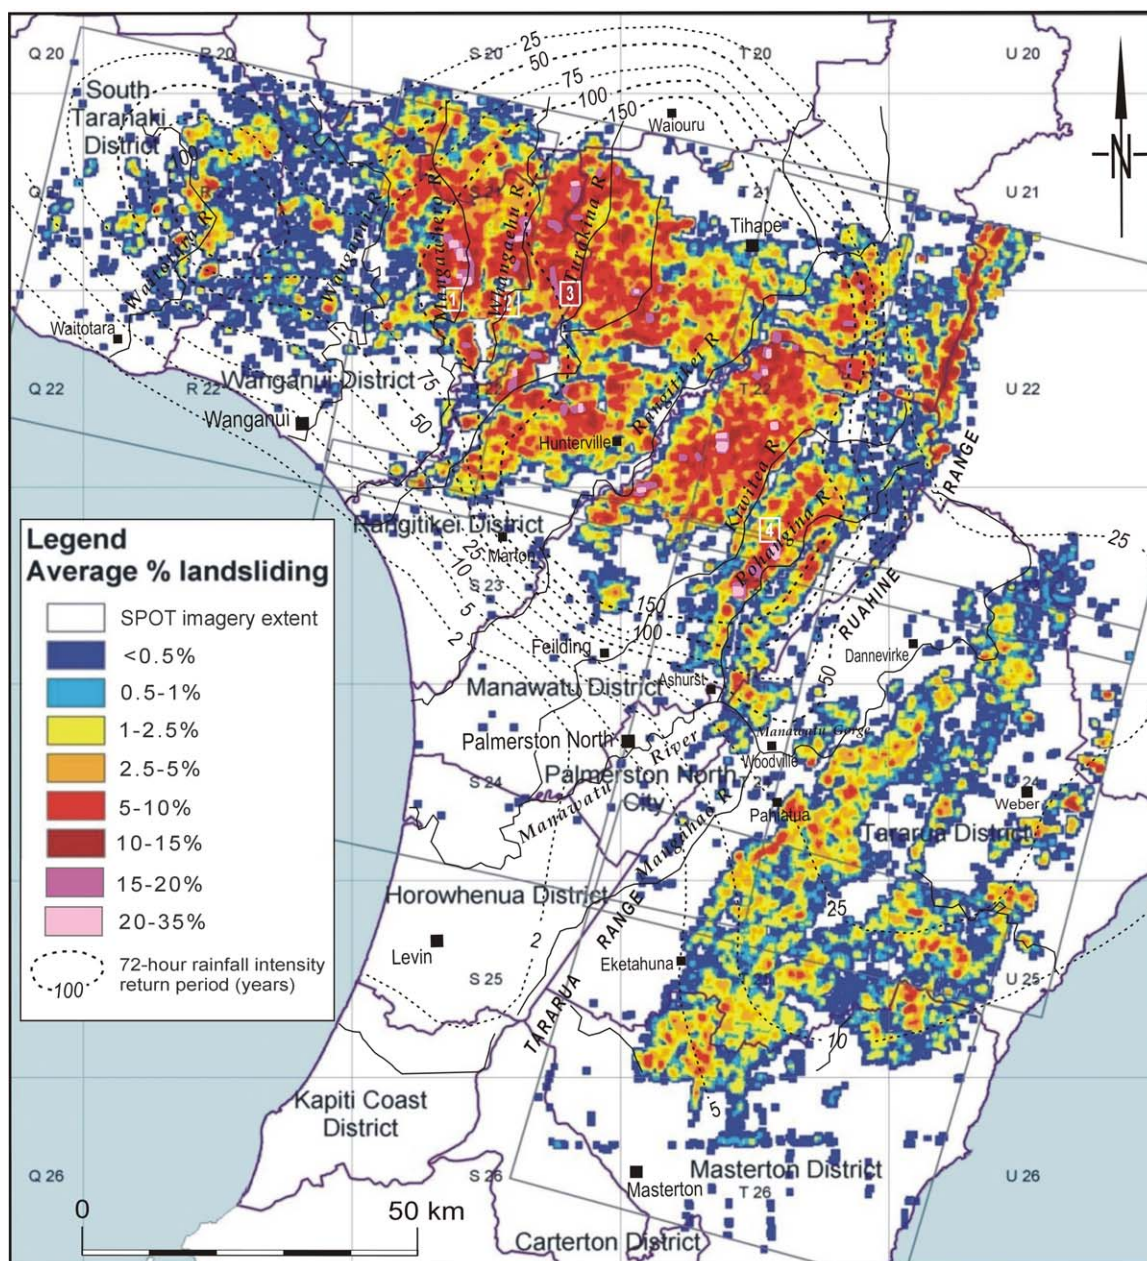 Q 20
R 20
S 20
T 20
U 20
25
50
75
100
150
South
Taranaki
District
Waiouru
N
100
R 21
S 21
T 21
U 21
Tihape
Waitotara R
Wanganui R
Mangawhero R
Whangaehu R
Turakina R
1
2
3
Waitotara
Q 22
R 22
T 22
U 22
Wanganui District
75
50
Wanganui
Hunterville
Rangitikei R
Kiwitea R
Pohangina R
4
RANGE
RUAHINE
25
Rangitikei District
Marton
25
10
5
2
S 23
150
100
50
Feilding
Dannevirke
Manawatu District
Ashurst
Palmerston North
Manawatu Gorge
Woodville
Palmerston North
City
Manawatu River
Mangahao R
S 24
Pahiatua
Weber
Tararua District
Horowhenua District
2
25
Levin
Eketahuna
S 25
U 25
TARARUA RANGE
10
5
Kapiti Coast
District
Q 26
S 26
T 26
U 26
Masterton District
Masterton
Carterton District
Legend
Average % landsliding
SPOT imagery extent
<0.5%
0.5-1%
1-2.5%
2.5-5%
5-10%
10-15%
15-20%
20-35%
100
72-hour rainfall intensity
return period (years)
0
50 km